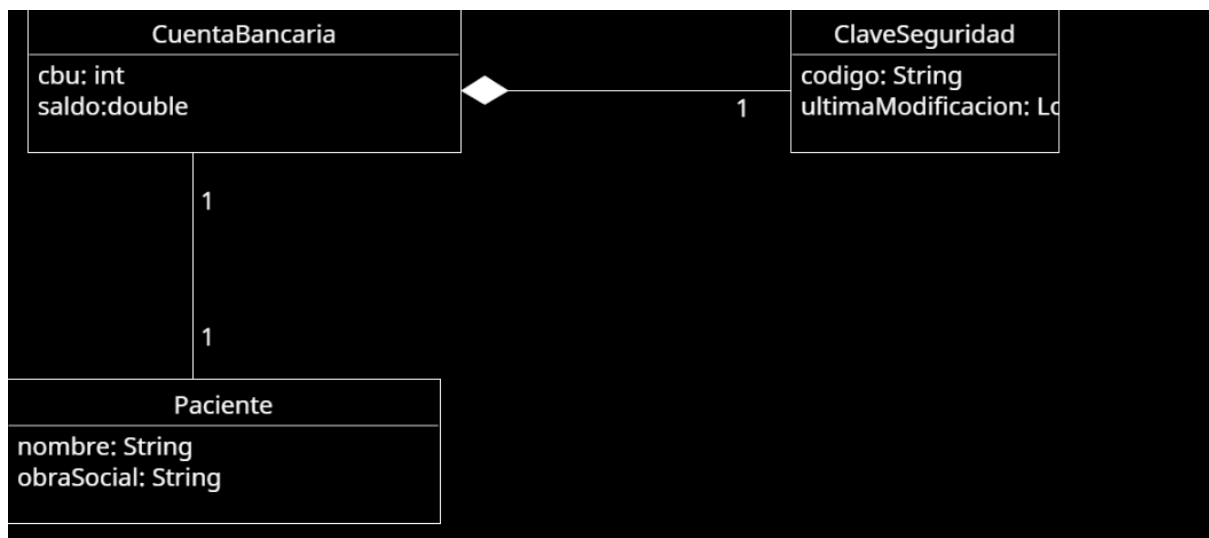 CuentaBancaria
cbu: int
saldo:double
ClaveSeguridad
codigo: String
ultimaModificacion: Lo
1
1
1
Paciente
nombre: String
obraSocial: String